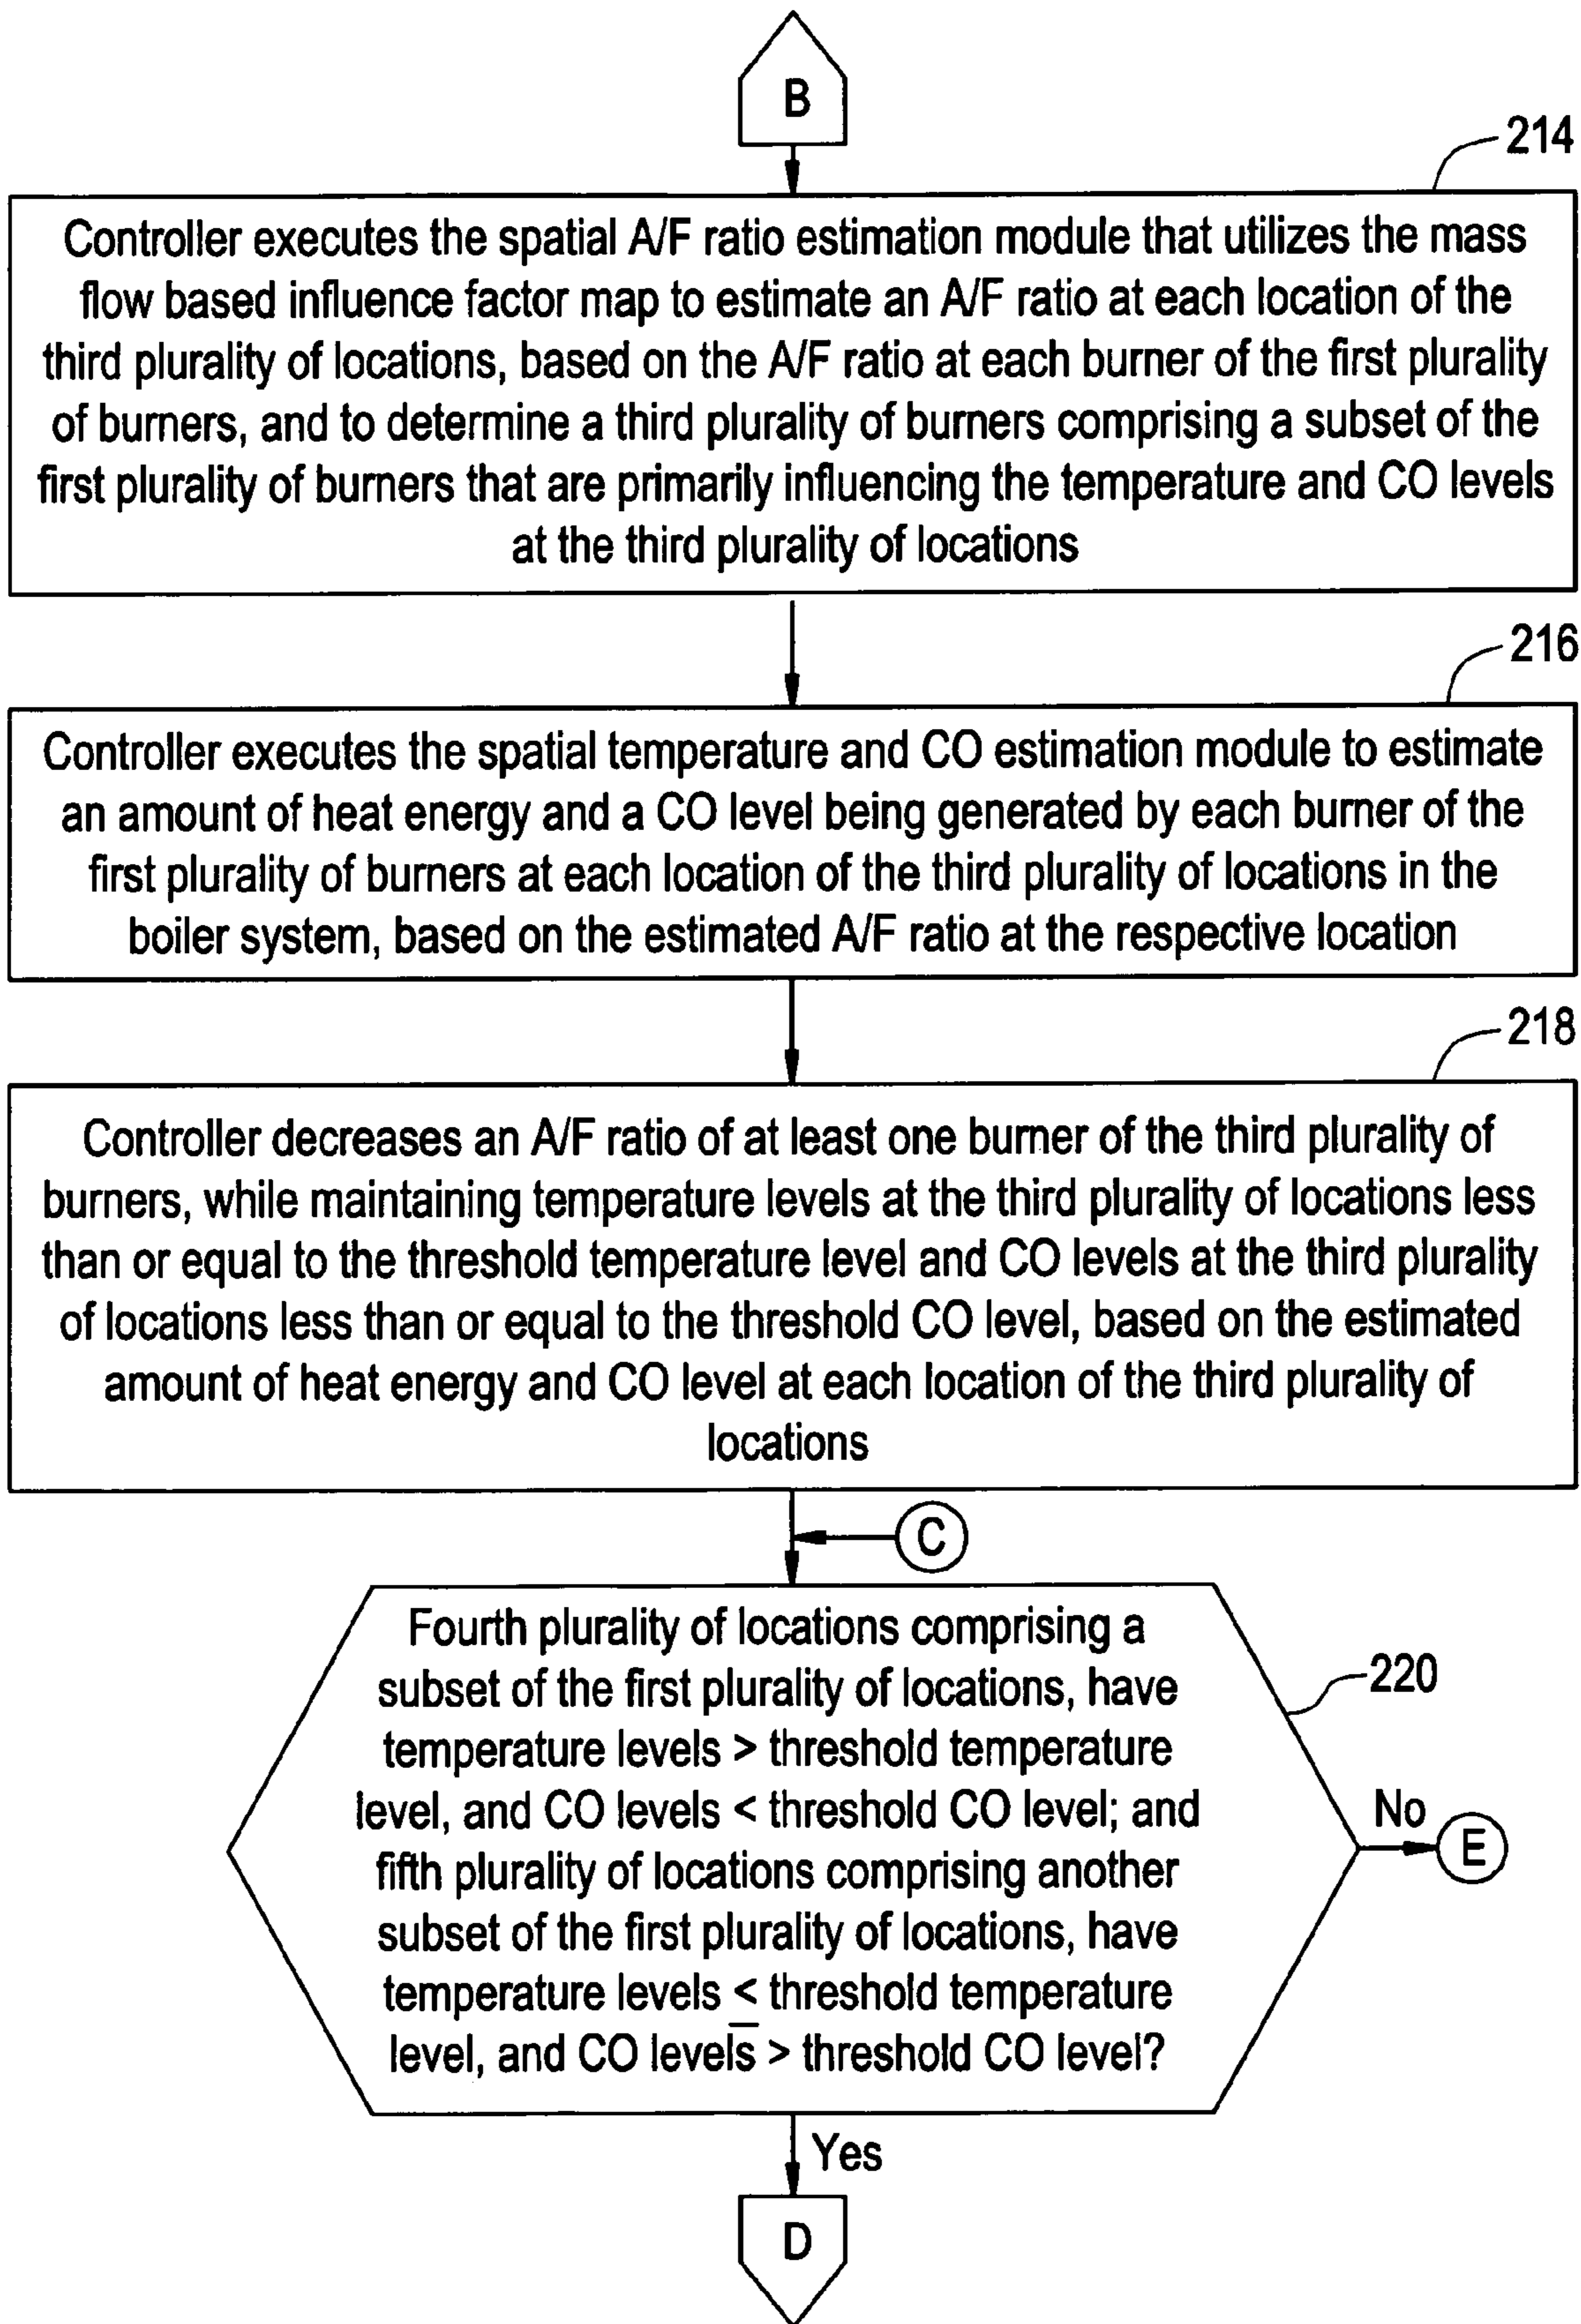 B
214
Controller executes the spatial A/F ratio estimation module that utilizes the mass
flow based influence factor map to estimate an A/F ratio at each location of the
third plurality of locations, based on the A/F ratio at each burner of the first plurality
of burners, and to determine a third plurality of burners comprising a subset of the
first plurality of burners that are primarily influencing the temperature and CO levels
at the third plurality of locations
216
Controller executes the spatial temperature and CO estimation module to estimate
an amount of heat energy and a CO level being generated by each burner of the
first plurality of burners at each location of the third plurality of locations in the
boiler system, based on the estimated A/F ratio at the respective location
218
Controller decreases an A/F ratio of at least one burner of the third plurality of
burners, while maintaining temperature levels at the third plurality of locations less
than or equal to the threshold temperature level and CO levels at the third plurality
of locations less than or equal to the threshold CO level, based on the estimated
amount of heat energy and CO level at each location of the third plurality of
locations
C
Fourth plurality of locations comprising a
subset of the first plurality of locations, have
temperature levels > threshold temperature
level, and CO levels < threshold CO level; and
fifth plurality of locations comprising another
subset of the first plurality of locations, have
temperature levels ≤ threshold temperature
level, and CO levels > threshold CO level?
220
No
E
Yes
D